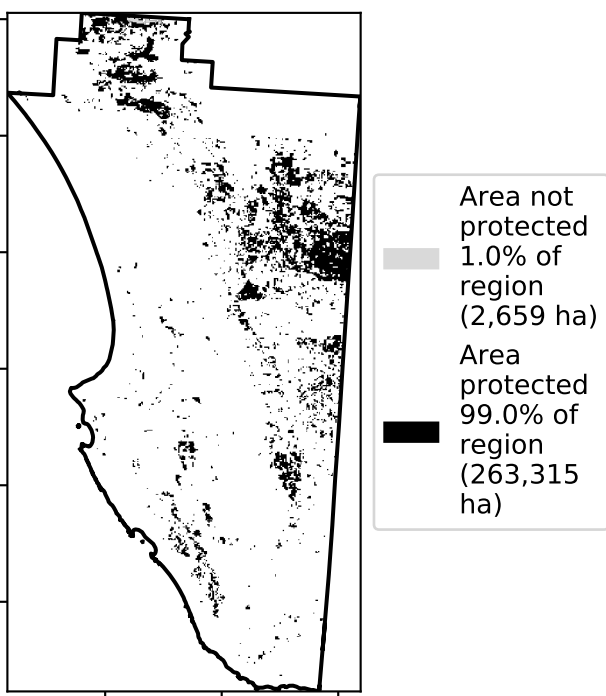 Area not
protected
1.0% of
region
(2,659 ha)
Area
protected
99.0% of
region
(263,315
ha)